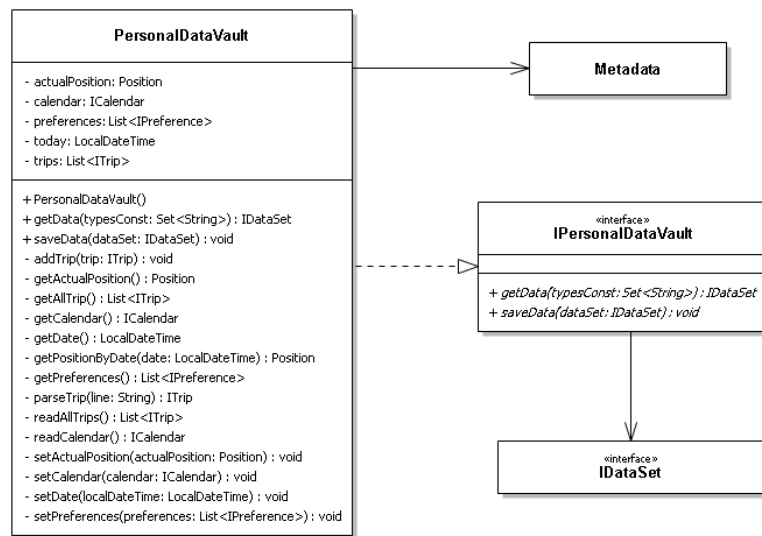 PersonalDataVault
- actualPosition: Position
- calendar: ICalendar
- preferences: List<IPreference>
- today: LocalDateTime
- trips: List<ITrip>
+ PersonalDataVault()
+ getData(typesConst: Set<String>) : IDataSet
+ saveData(dataSet: IDataSet) : void
- addTrip(trip: ITrip) : void
- getActualPosition() : Position
- getAllTrip() : List<ITrip>
- getCalendar() : ICalendar
- getDate() : LocalDateTime
- getPositionByDate(date: LocalDateTime) : Position
- getPreferences() : List<IPreference>
- parseTrip(line: String) : ITrip
- readAllTrips() : List<ITrip>
- readCalendar() : ICalendar
- setActualPosition(actualPosition: Position) : void
- setCalendar(calendar: ICalendar) : void
- setDate(localDateTime: LocalDateTime) : void
- setPreferences(preferences: List<IPreference>) : void
Metadata
«interface»
IPersonalDataVault
+ getData(typesConst: Set<String>) : IDataSet
+ saveData(dataSet: IDataSet) : void
«interface»
IDataSet